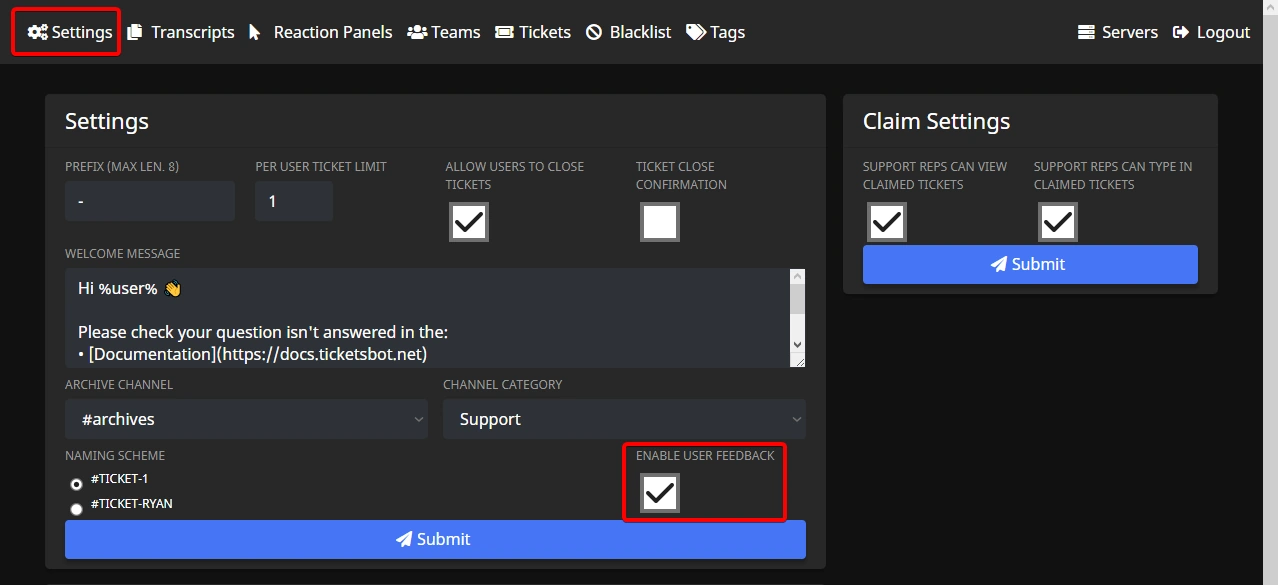 Settings Transcripts Reaction Panels Teams Tickets Blacklist Tags Servers Logout
Settings
PREFIX (MAX LEN. 8) PER USER TICKET LIMIT ALLOW USERS TO CLOSE
TICKETS
TICKET CLOSE
CONFIRMATION
- 1
WELCOME MESSAGE
Hi %user% 👋
Please check your question isn't answered in the:
• [Documentation](https://docs.ticketsbot.net)
ARCHIVE CHANNEL CHANNEL CATEGORY
#archives Support
NAMING SCHEME ENABLE USER FEEDBACK
#TICKET-1
#TICKET-RYAN
Submit
Claim Settings
SUPPORT REPS CAN VIEW
CLAIMED TICKETS
SUPPORT REPS CAN TYPE IN
CLAIMED TICKETS
Submit